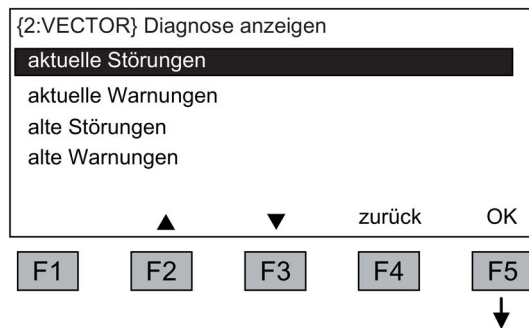 {2:VECTOR} Diagnose anzeigen
aktuelle Störungen
aktuelle Warnungen
alte Störungen
alte Warnungen
▲ ▼ zurück OK
F1 F2 F3 F4 F5